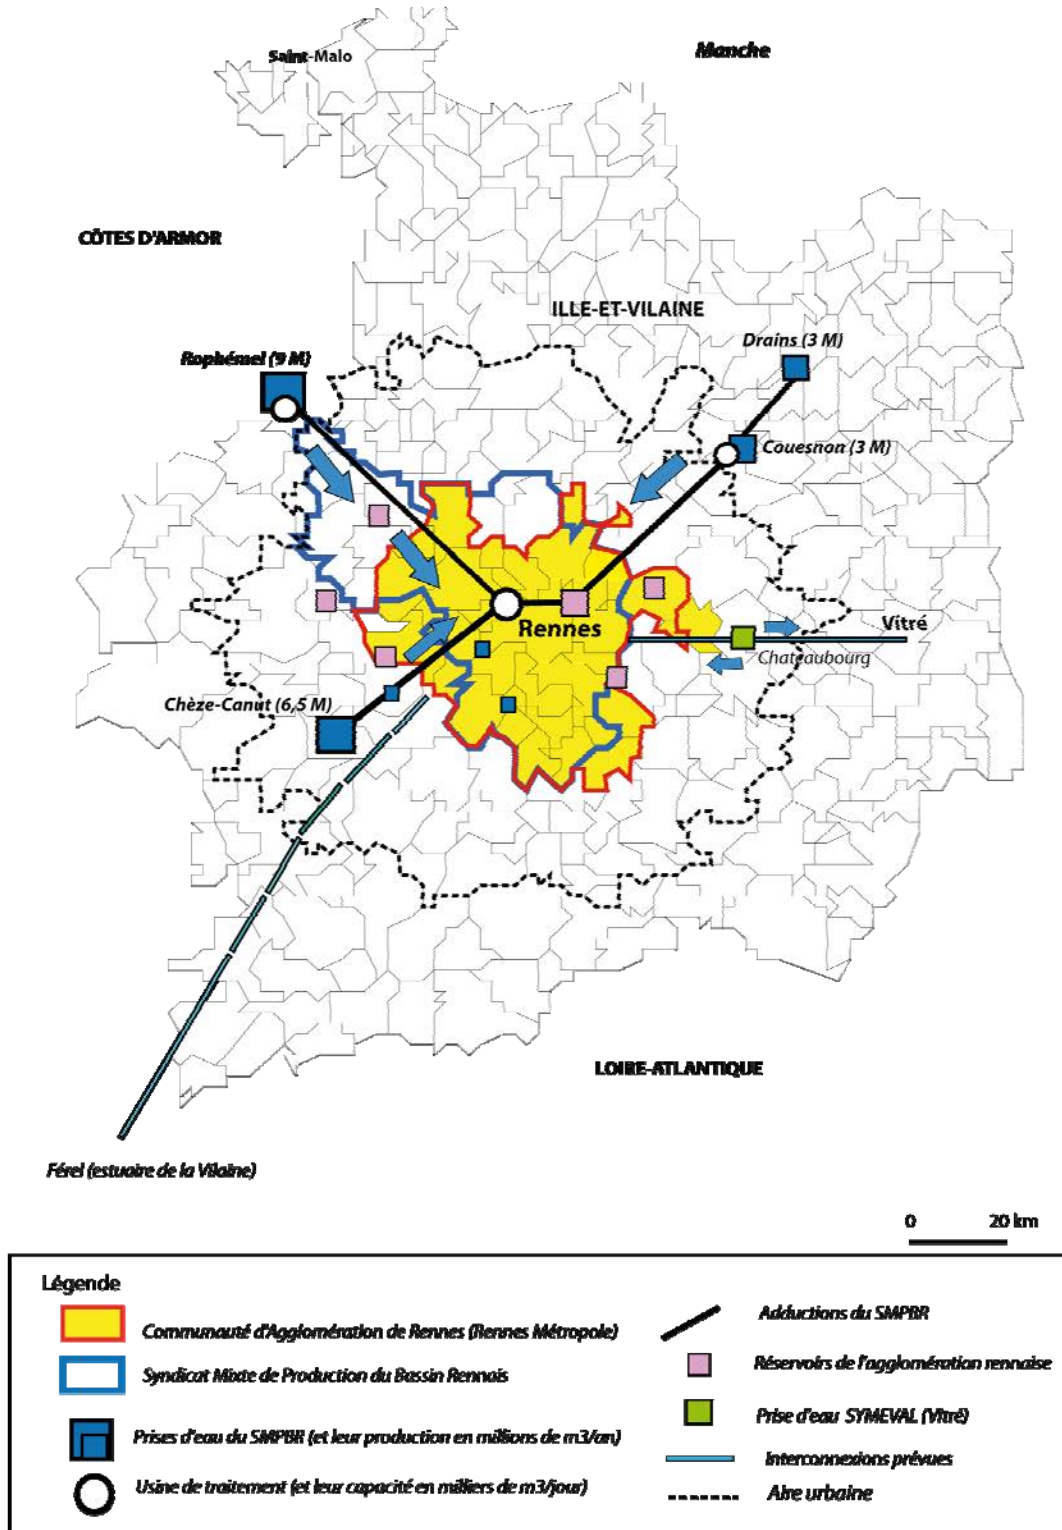 Saint-Malo
Manche
CÔTES D'ARMOR
ILLE-ET-VILAINE
Drains (3 M)
Rophémel (9 M)
Couesnon (3 M)
Rennes
Vitré
Chateaubourg
Chèze-Canut (6,5 M)
LOIRE-ATLANTIQUE
Férel (estuaire de la Vilaine)
0 20 km
Légende
Communauté d'Agglomération de Rennes (Rennes Métropole)
Syndicat Mixte de Production du Bassin Rennais
Prises d'eau du SMPBR (et leur production en millions de m3/an)
Usine de traitement (et leur capacité en milliers de m3/jour)
Adductions du SMPBR
Réservoirs de l'agglomération rennaise
Prise d'eau SYMEVAL (Vitré)
Interconnexions prévues
Aire urbaine